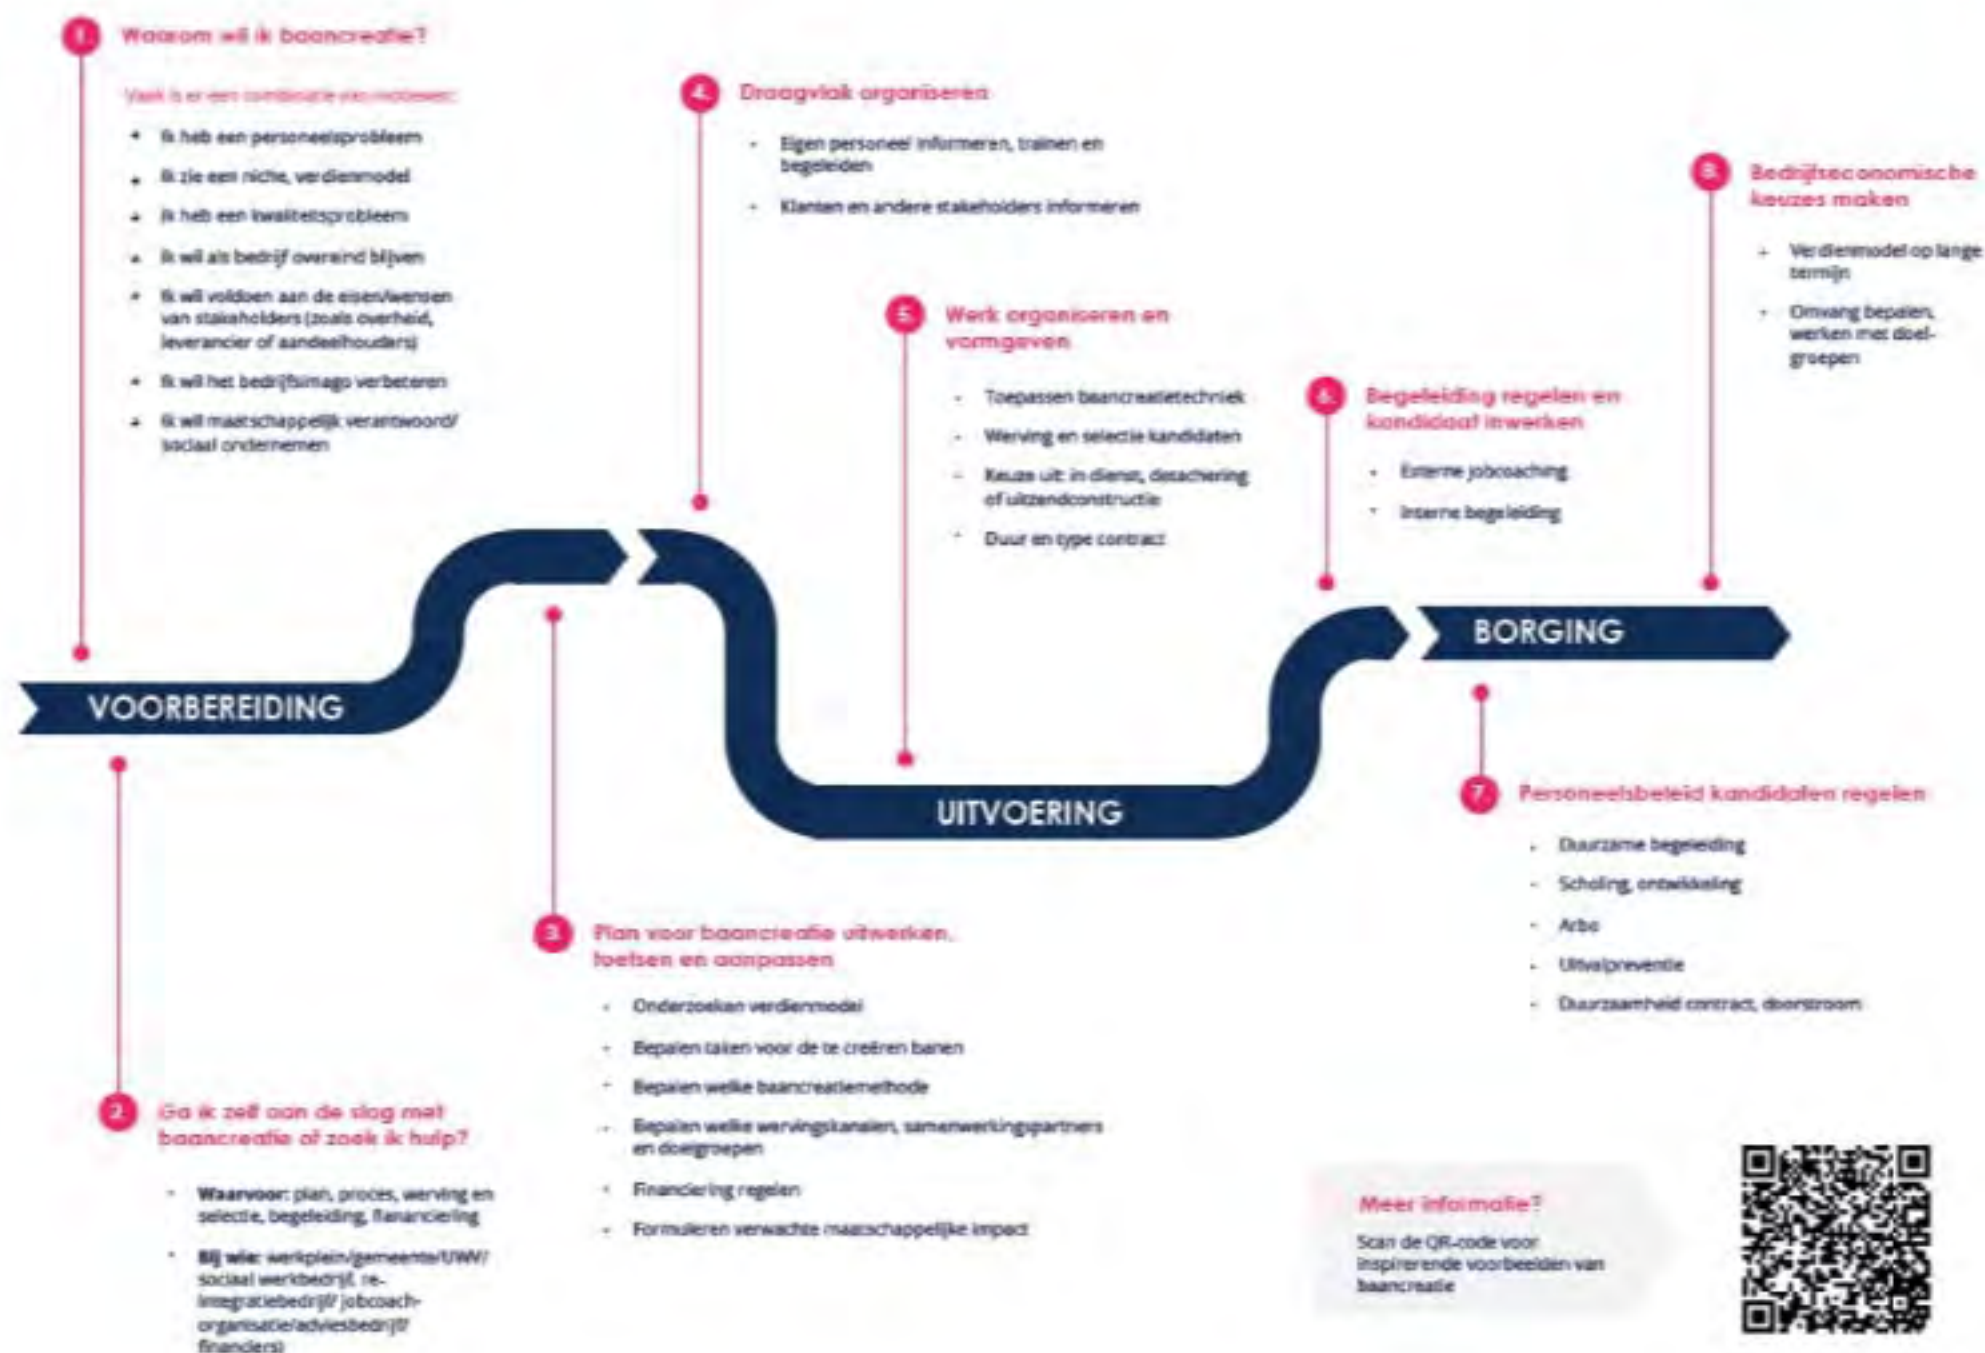 1. Waarom wil ik baancreatie?
Vaak is er een combinatie van motieven:
Ik heb een personeelsprobleem
Ik zie een niche, verdienmodel
Ik heb een kwaliteitsprobleem
Ik wil als bedrijf overeind blijven
Ik wil voldoen aan de eisen/wensen
van stakeholders (zoals overheid,
leverancier of aandeelhouders)
Ik wil het bedrijfsimago verbeteren
Ik wil maatschappelijk verantwoord/
sociaal ondernemen
VOORBEREIDING
2. Ga ik zelf aan de slag met
baancreatie of zoek ik hulp?
- Waarvoor: plan, proces, werving en
selectie, begeleiding, financiering
- Bij wie: werkplein/gemeente/UWV/
sociaal werkbedrijf, re-
integratiebedrijf/ jobcoach-
organisatie/adviesbedrijf/
financiers)
3. Plan voor baancreatie uitwerken,
toetsen en aanpassen
- Onderzoeken verdienmodel
- Bepalen taken voor de te creëren banen
- Bepalen welke baancreatiemethode
- Bepalen welke wervingskanalen, samenwerkingspartners
en doelgroepen
- Financiering regelen
- Formuleren verwachte maatschappelijke impact
4. Draagvlak organiseren
- Eigen personeel informeren, trainen en
begeleiden
- Klanten en andere stakeholders informeren
5. Werk organiseren en
vormgeven
- Toepassen baancreatietechniek
- Werving en selectie kandidaten
- Keuze uit: in dienst, detachering
of uitzendconstructie
- Duur en type contract
UITVOERING
6. Begeleiding regelen en
kandidaat inwerken
- Externe jobcoaching
- Interne begeleiding
BORGING
7. Personeelsbeleid kandidaten regelen
- Duurzame begeleiding
- Scholing, ontwikkeling
- Arbo
- Uitvalpreventie
- Duurzaamheid contract, doorstroom
8. Bedrijfseconomische
keuzes maken
- Verdienmodel op lange
termijn
- Omvang bepalen,
werken met doel-
groepen
Meer informatie?
Scan de QR-code voor
inspirerende voorbeelden van
baancreatie